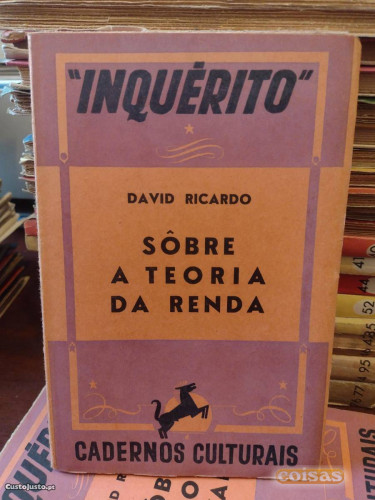 "INQUÉRITO"
DAVID RICARDO
SÔBRE
A TEORIA
DA RENDA
CADERNOS CULTURAIS
CustoJusto.pt
coisas